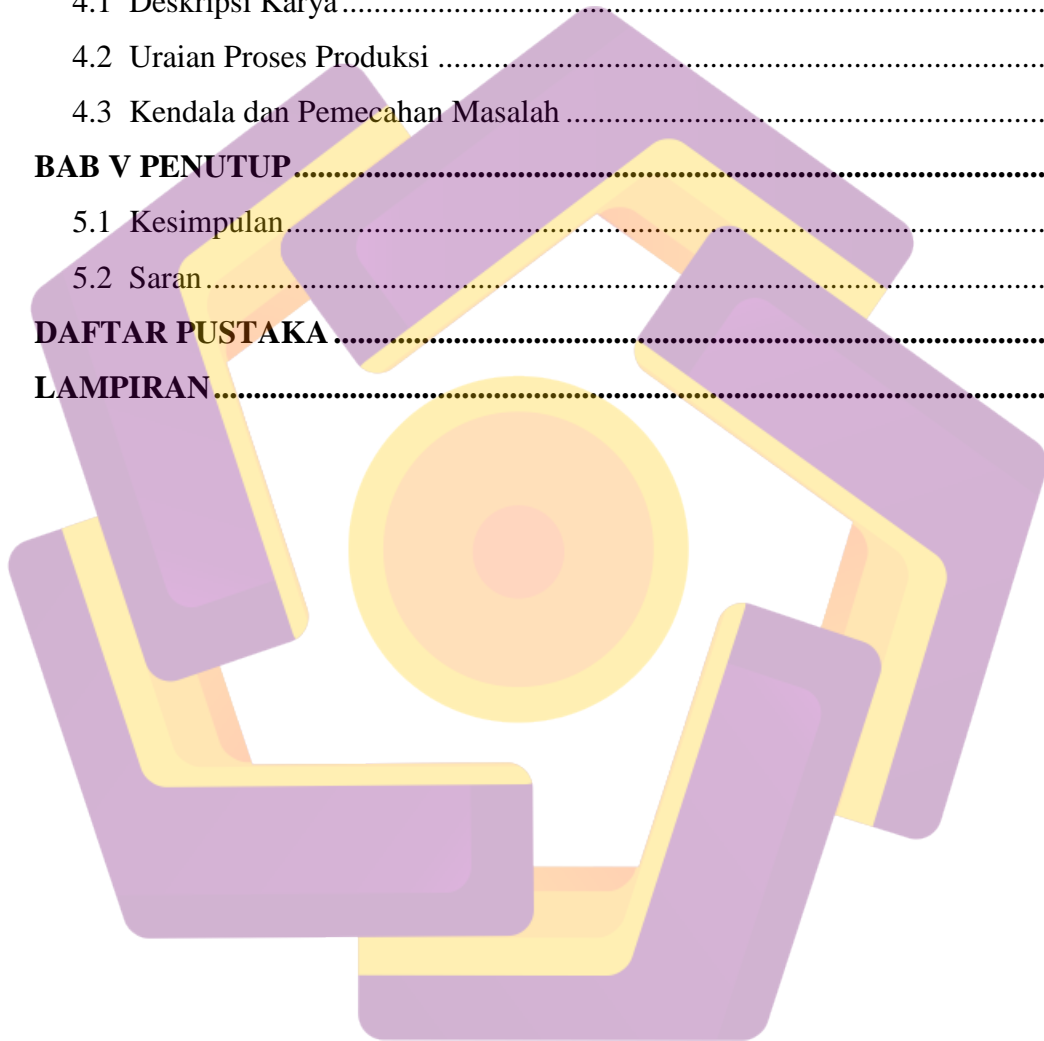 4.1 Deskripsi Karya
4.2 Uraian Proses Produksi
4.3 Kendala dan Pemecahan Masalah
BAB V PENUTUP
5.1 Kesimpulan
5.2 Saran
DAFTAR PUSTAKA
LAMPIRAN